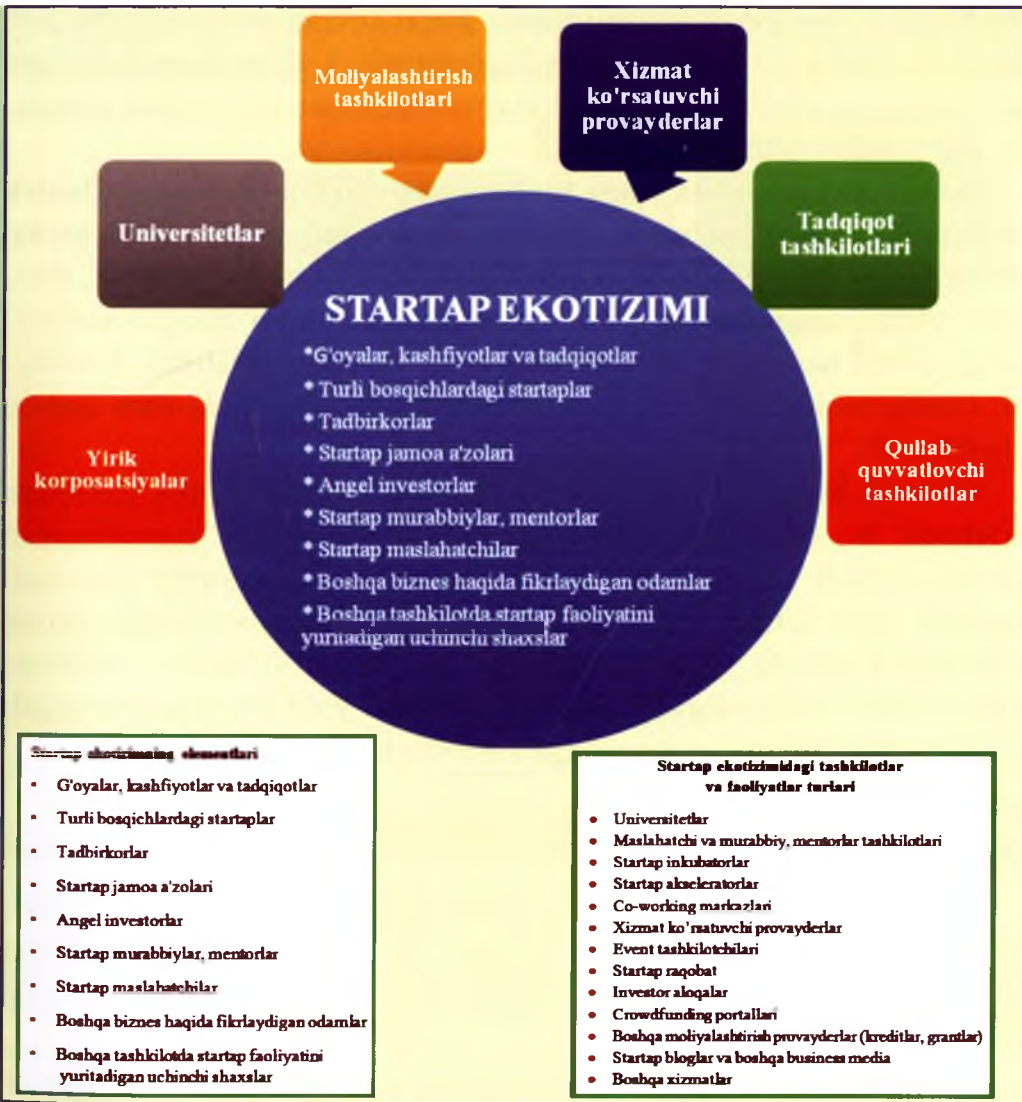 Moliyalashtirish
tashkilotlari
Xizmat
ko'rsatuvchi
provayderlar
Universitetlar
Tadqiqot
tashkilotlari
Yirik
korposatsiyalar
Qullab-
quvvatlovchi
tashkilotlar
STARTAP EKOTIZIMI
*G'oyalar, kashfiyotlar va tadqiqotlar
* Turli bosqichlardagi startaplar
* Tadbirkorlar
* Startap jamoa a'zolari
* Angel investorlar
* Startap murabbiylar, mentorlar
* Startap maslahatchilar
* Boshqa biznes haqida fikrlaydigan odamlar
* Boshqa tashkilotda startap faoliyatini
yuritadigan uchinchi shaxslar
Startap elementlari
- G'oyalar, kashfiyotlar va tadqiqotlar
- Turli bosqichlardagi startaplar
- Tadbirkorlar
- Startap jamoa a'zolari
- Angel investorlar
- Startap murabbiylar, mentorlar
- Startap maslahatchilar
- Boshqa biznes haqida fikrlaydigan odamlar
- Boshqa tashkilotda startap faoliyatini
yuritadigan uchinchi shaxslar
Startap ekotizimidagi tashkilotlar
va faoliyatlar turlari
• Universitetlar
• Maslahatchi va murabbiy, mentorlar tashkilotlari
• Startap inkubatorlar
• Startap akseleratorlar
• Co-working markazlari
• Xizmat ko'rsatuvchi provayderlar
• Event tashkilotchilari
• Startap raqobat
• Investor aloqalar
• Crowdfunding portallari
• Boshqa moliyalashtirish provayderlar (kreditlar, grantlar)
• Startap bloglar va boshqa business media
• Boshqa xizmatlar